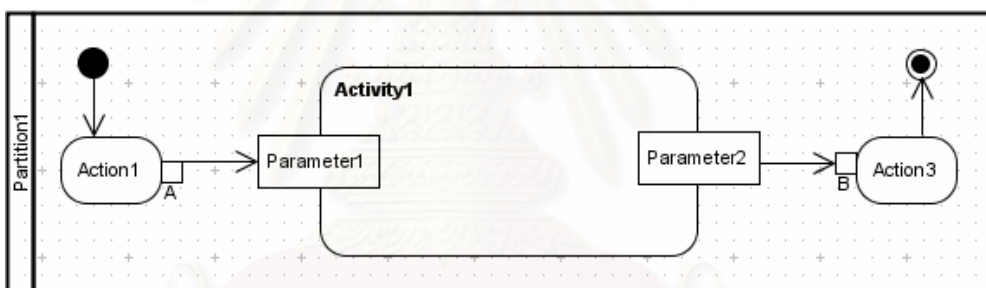 Partition1
Activity1
Action1
A
Parameter1
Parameter2
B
Action3